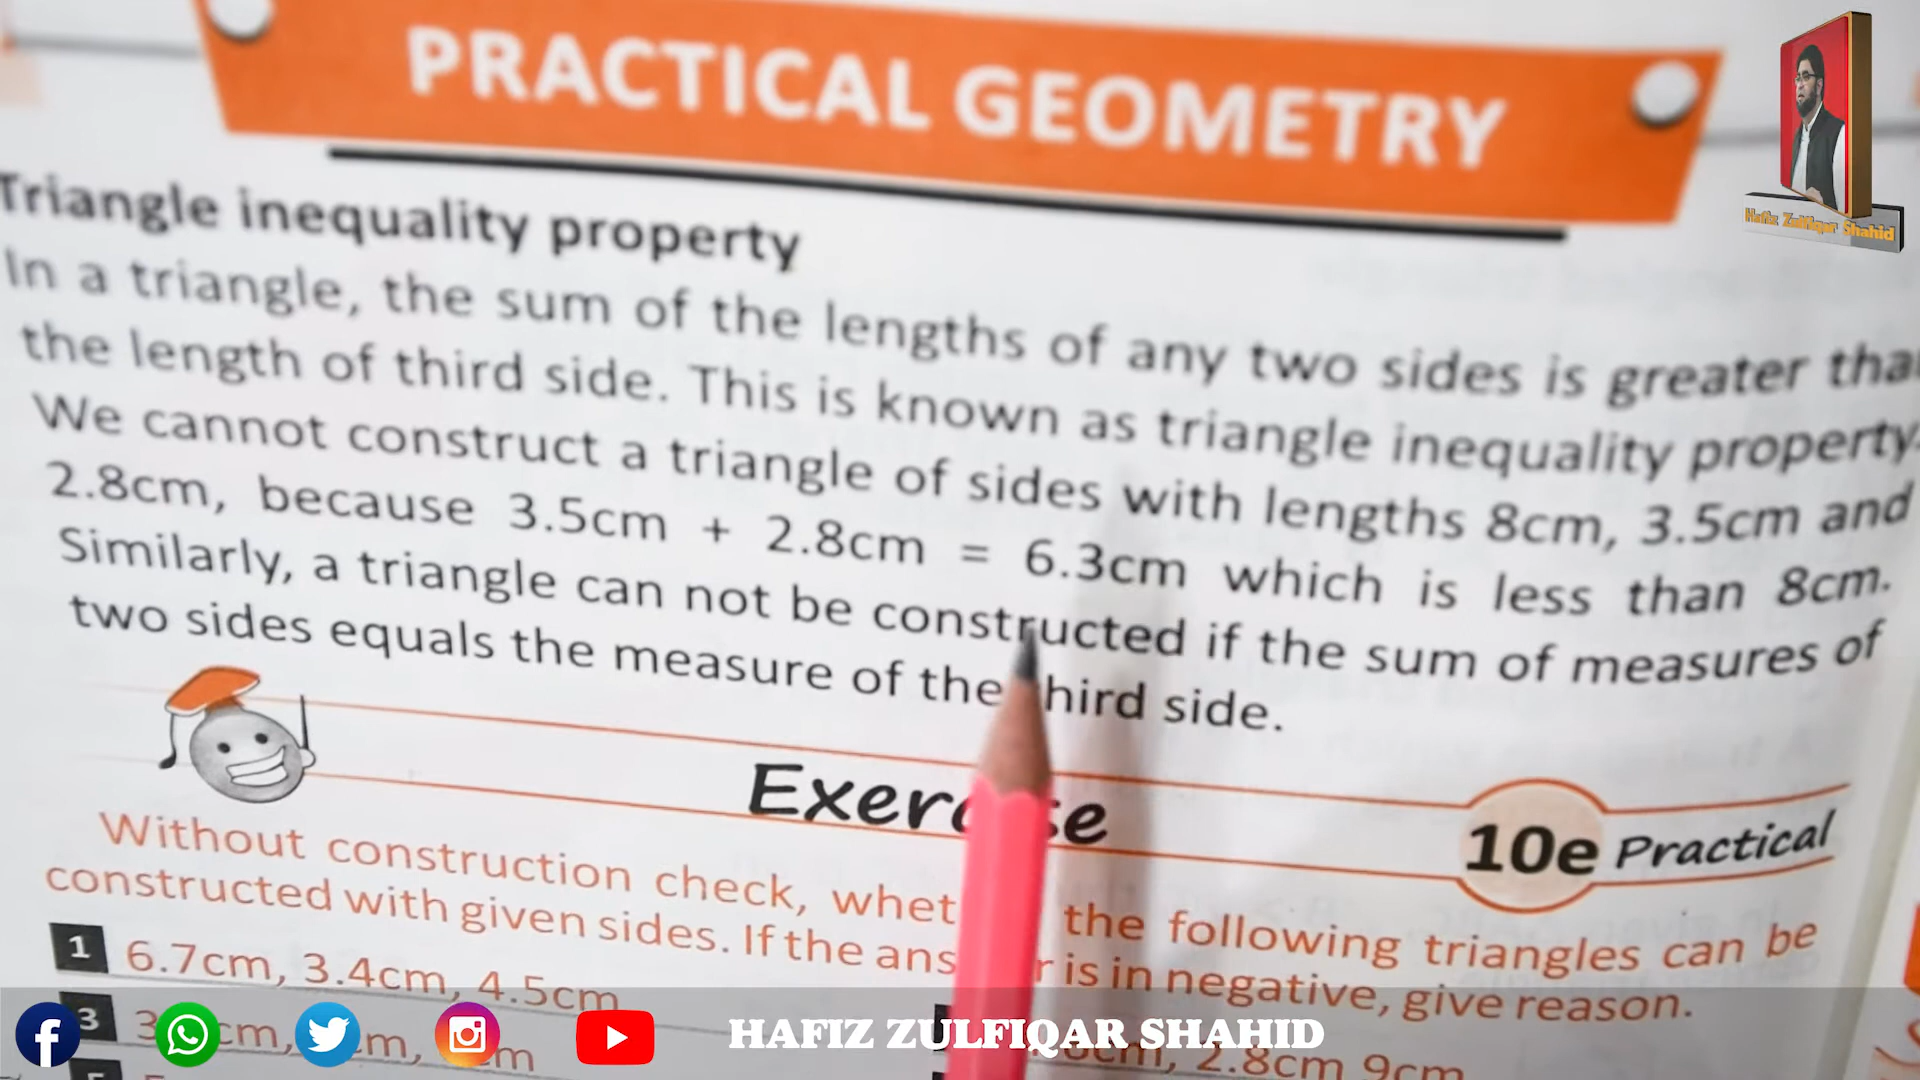 PRACTICAL GEOMETRY
Hafiz Zulfiqar Shahid
Triangle inequality property
In a triangle, the sum of the lengths of any two sides is greater tha
the length of third side. This is known as triangle inequality property.
We cannot construct a triangle of sides with lengths 8cm, 3.5cm and
2.8cm, because 3.5cm + 2.8cm = 6.3cm which is less than 8cm.
Similarly, a triangle can not be constructed if the sum of measures of
two sides equals the measure of the hird side.
Exercise
10e Practical
Without construction check, whet the following triangles can be
constructed with given sides. If the ans r is in negative, give reason.
1 6.7cm, 3.4cm, 4.5cm
3 3 cm, cm, cm
2.8cm 9cm
HAFIZ ZULFIQAR SHAHID